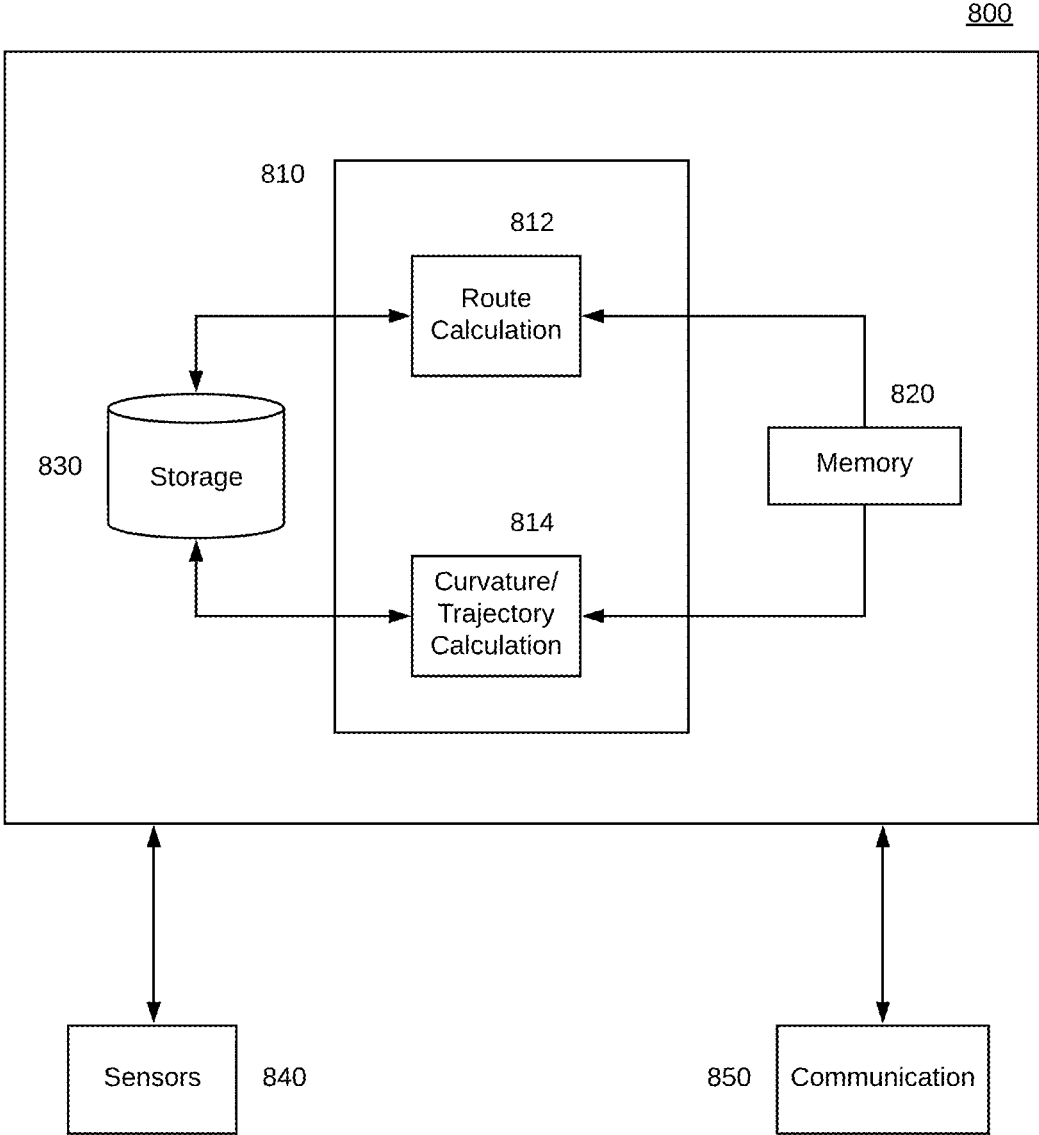 800
810
812
Route
Calculation
820
Memory
830
Storage
814
Curvature/
Trajectory
Calculation
Sensors
840
850
Communication